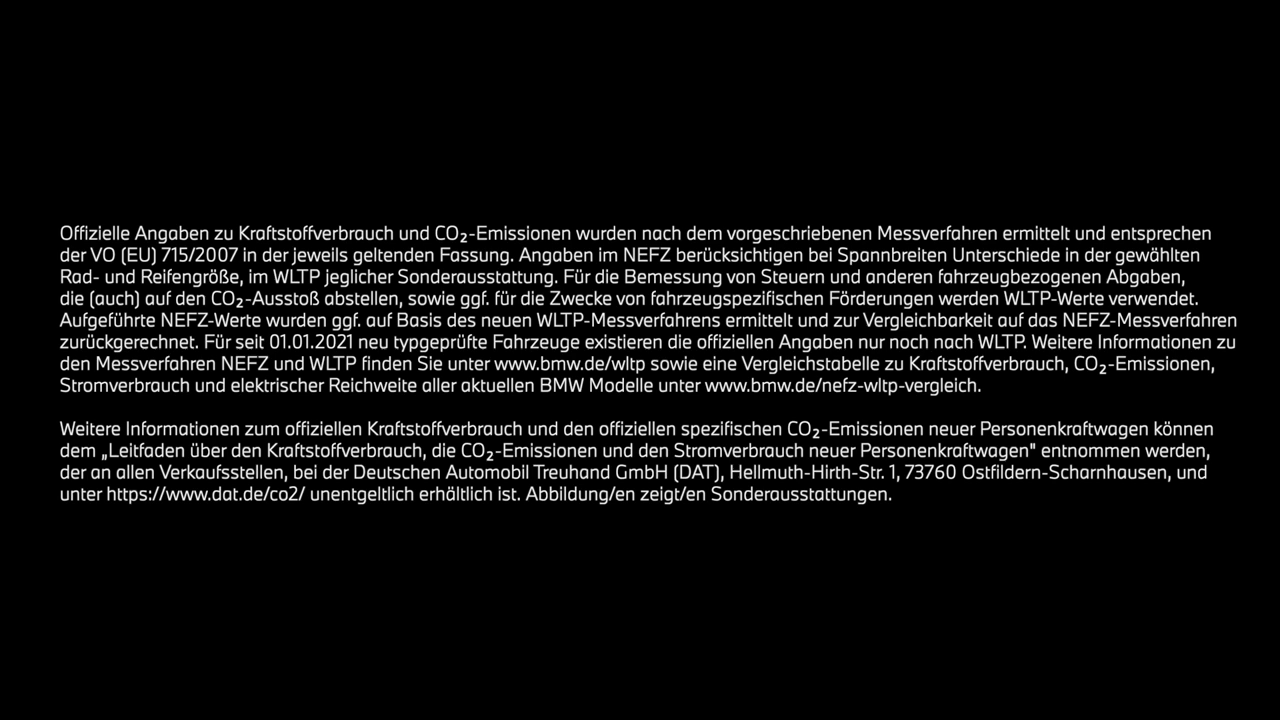 Offizielle Angaben zu Kraftstoffverbrauch und CO₂-Emissionen wurden nach dem vorgeschriebenen Messverfahren ermittelt und entsprechen
der VO (EU) 715/2007 in der jeweils geltenden Fassung. Angaben im NEFZ berücksichtigen bei Spannbreiten Unterschiede in der gewählten
Rad- und Reifengröße, im WLTP jeglicher Sonderausstattung. Für die Bemessung von Steuern und anderen fahrzeugbezogenen Abgaben,
die (auch) auf den CO₂-Ausstoß abstellen, sowie ggf. für die Zwecke von fahrzeugspezifischen Förderungen werden WLTP-Werte verwendet.
Aufgeführte NEFZ-Werte wurden ggf. auf Basis des neuen WLTP-Messverfahrens ermittelt und zur Vergleichbarkeit auf das NEFZ-Messverfahren
zurückgerechnet. Für seit 01.01.2021 neu typgeprüfte Fahrzeuge existieren die offiziellen Angaben nur noch nach WLTP. Weitere Informationen zu
den Messverfahren NEFZ und WLTP finden Sie unter www.bmw.de/wltp sowie eine Vergleichstabelle zu Kraftstoffverbrauch, CO₂-Emissionen,
Stromverbrauch und elektrischer Reichweite aller aktuellen BMW Modelle unter www.bmw.de/nefz-wltp-vergleich.
Weitere Informationen zum offiziellen Kraftstoffverbrauch und den offiziellen spezifischen CO₂-Emissionen neuer Personenkraftwagen können
dem „Leitfaden über den Kraftstoffverbrauch, die CO₂-Emissionen und den Stromverbrauch neuer Personenkraftwagen" entnommen werden,
der an allen Verkaufsstellen, bei der Deutschen Automobil Treuhand GmbH (DAT), Hellmuth-Hirth-Str. 1, 73760 Ostfildern-Scharnhausen, und
unter https://www.dat.de/co2/ unentgeltlich erhältlich ist. Abbildung/en zeigt/en Sonderausstattungen.